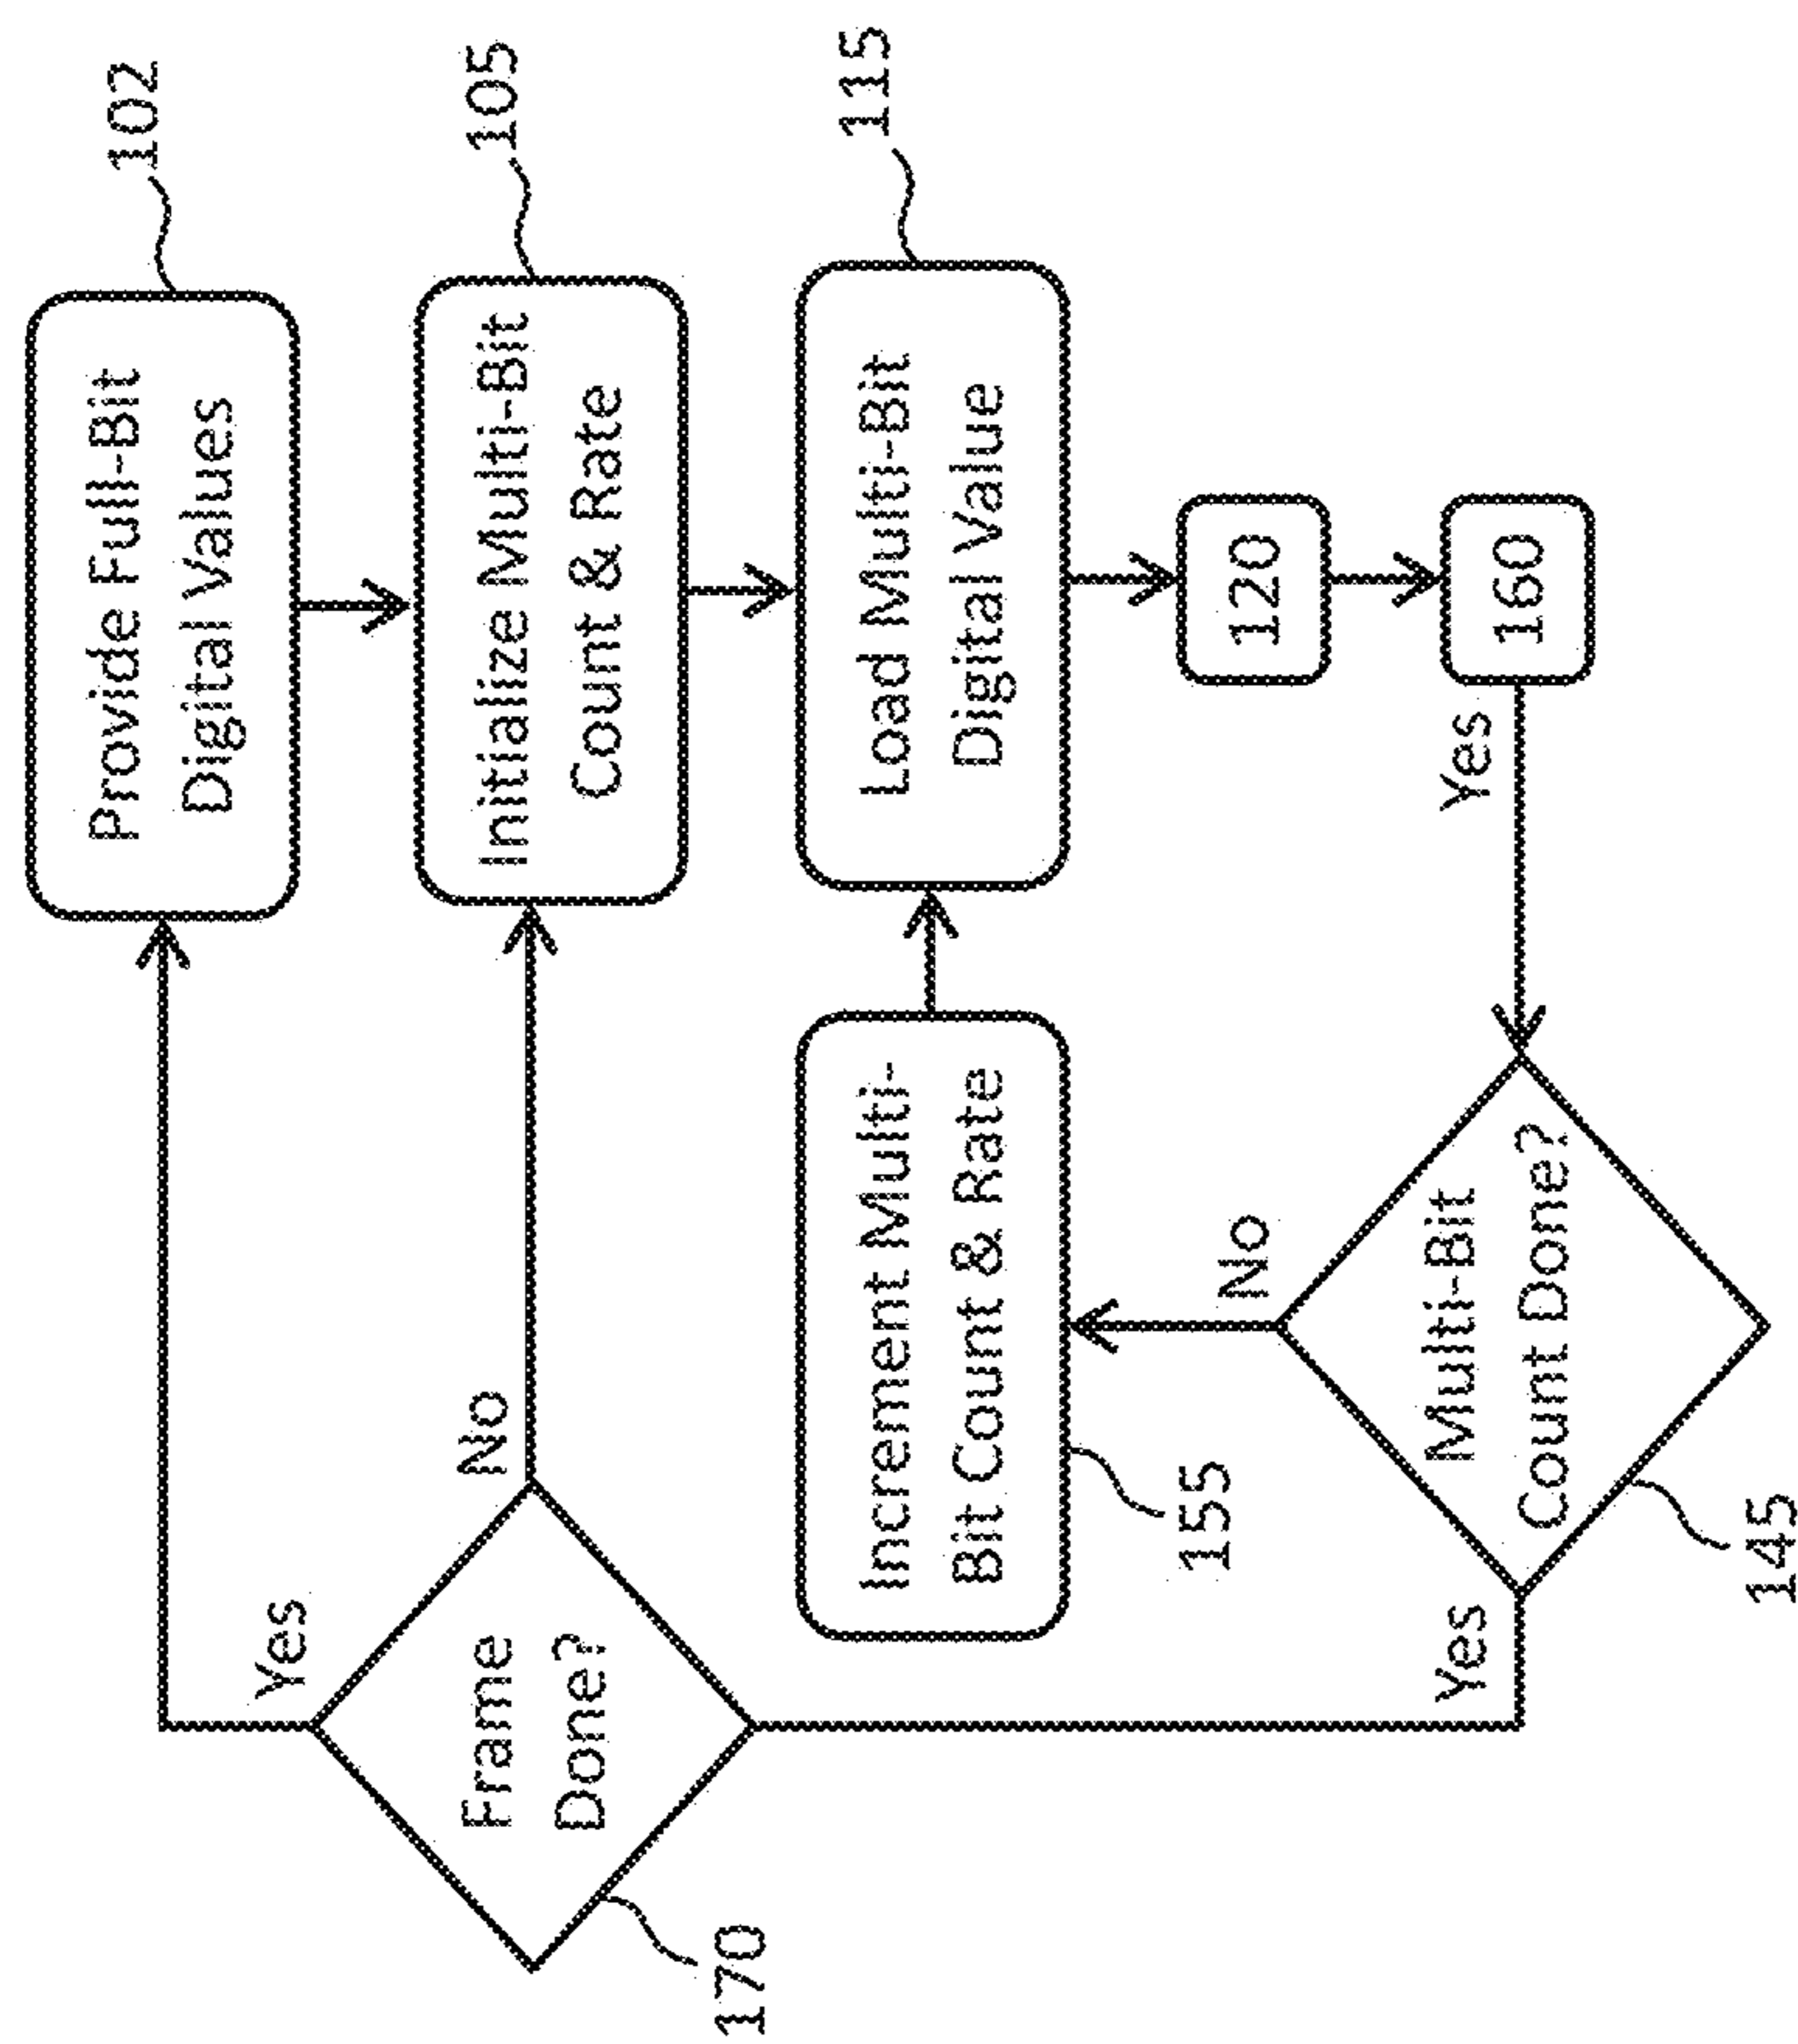 Provide Full-Bit
Digital Values
102
Initialize Multi-Bit
Count & Rate
105
Load Multi-Bit
Digital Value
115
120
160
Yes
Multi-Bit
Count Done?
145
No
Increment Multi-
Bit Count & Rate
155
Yes
Frame
Done?
170
No
Yes